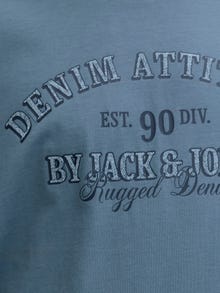 DENIM ATTIT
EST. 90 DIV.
BY JACK & JO
Rugged Deni